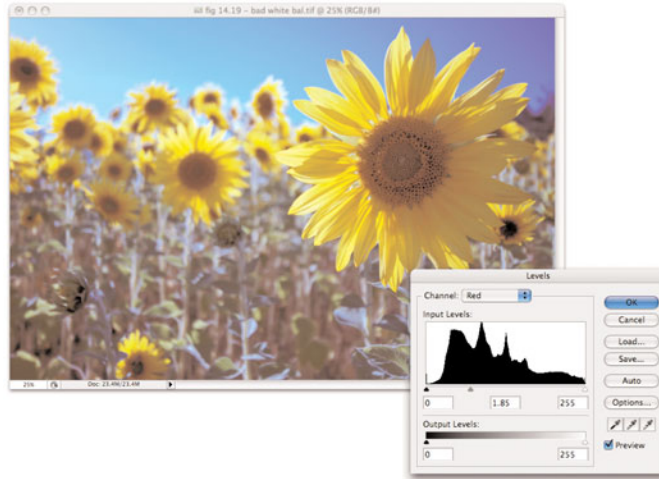 iiil fig 14.19 – bad white bal.tif @ 25% (RGB/8#)
25%
Doc: 23.4M/23.4M
Levels
Channel: Red
Input Levels:
0 1.85 255
Output Levels:
0 255
OK
Cancel
Load...
Save...
Auto
Options...
Preview